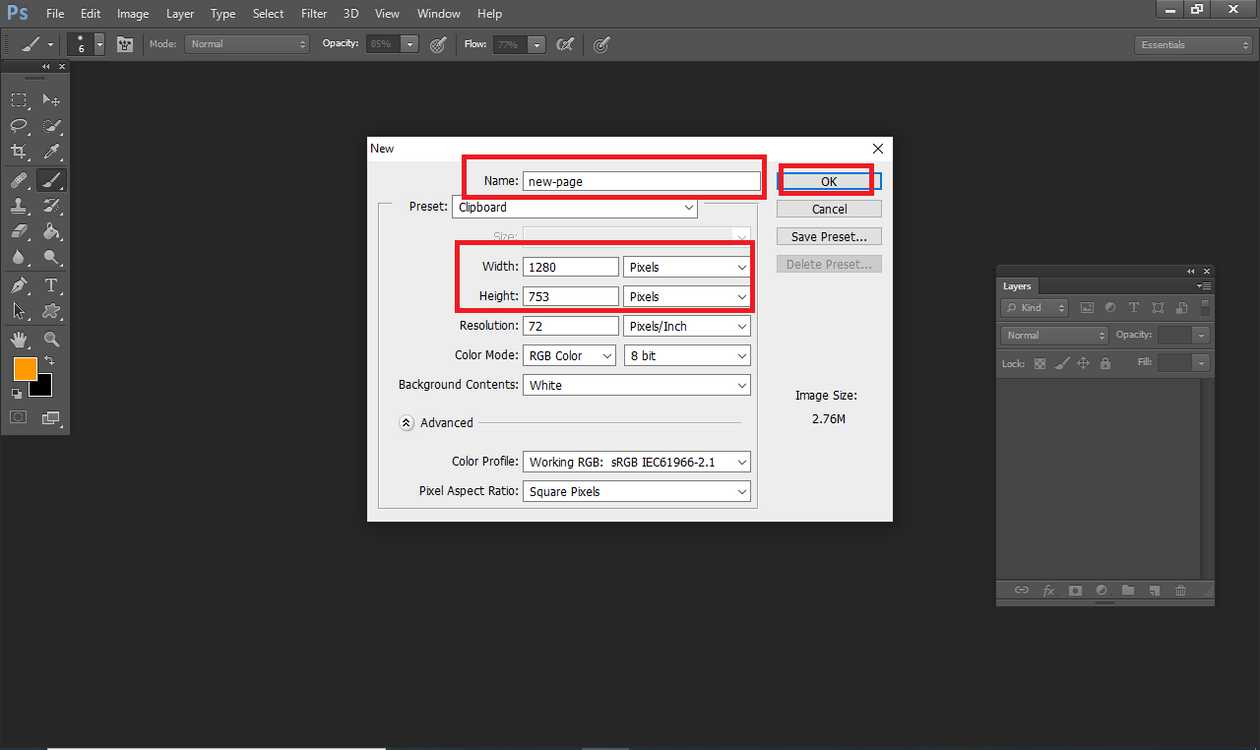 Ps File Edit Image Layer Type Select Filter 3D View Window Help
6 Mode: Normal Opacity: 85% Flow: 77% Essentials
New
Name: new-page OK
Preset: Clipboard Cancel
Size: Save Preset...
Width: 1280 Pixels Delete Preset...
Height: 753 Pixels
Resolution: 72 Pixels/Inch
Color Mode: RGB Color 8 bit
Background Contents: White
Image Size:
2.76M
Advanced
Color Profile: Working RGB: sRGB IEC61966-2.1
Pixel Aspect Ratio: Square Pixels
Layers
Kind T
Normal Opacity:
Lock: Fill:
fx
T